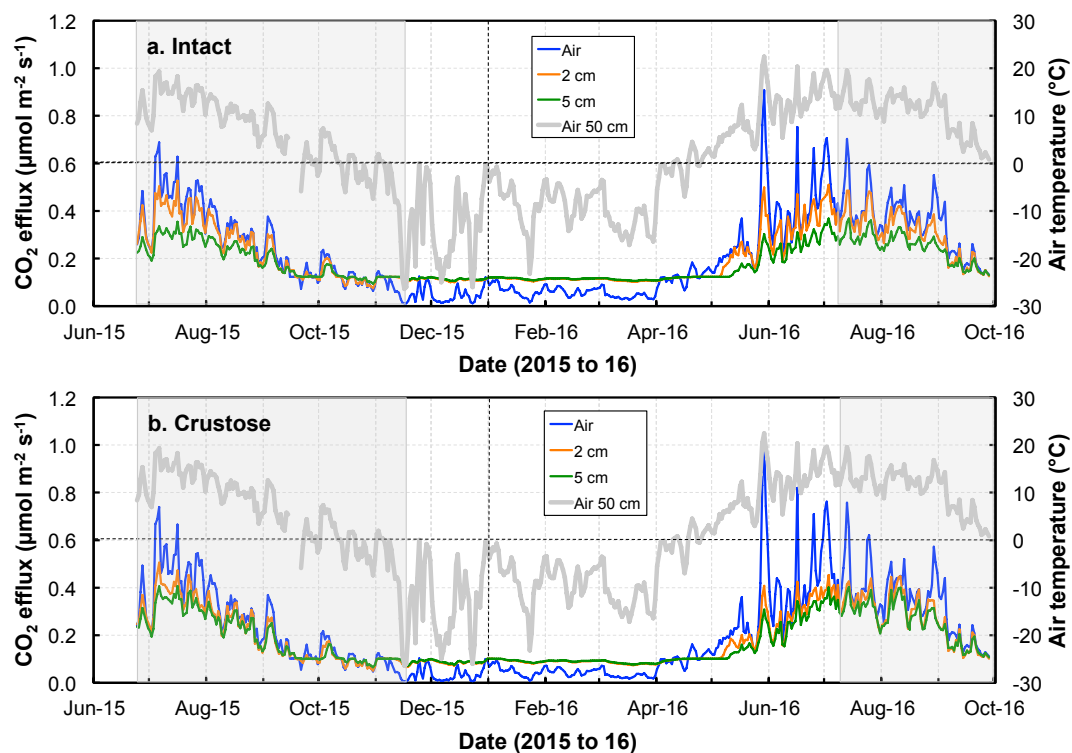 a. Intact
CO2 efflux (µmol m-2 s-1)
1.2
1.0
0.8
0.6
0.4
0.2
0.0
Air
2 cm
5 cm
Air 50 cm
30
20
10
0
-10
-20
-30
Air temperature (°C)
Jun-15 Aug-15 Oct-15 Dec-15 Feb-16 Apr-16 Jun-16 Aug-16 Oct-16
Date (2015 to 16)
b. Crustose
CO2 efflux (µmol m-2 s-1)
1.2
1.0
0.8
0.6
0.4
0.2
0.0
Air
2 cm
5 cm
Air 50 cm
30
20
10
0
-10
-20
-30
Air temperature (°C)
Jun-15 Aug-15 Oct-15 Dec-15 Feb-16 Apr-16 Jun-16 Aug-16 Oct-16
Date (2015 to 16)